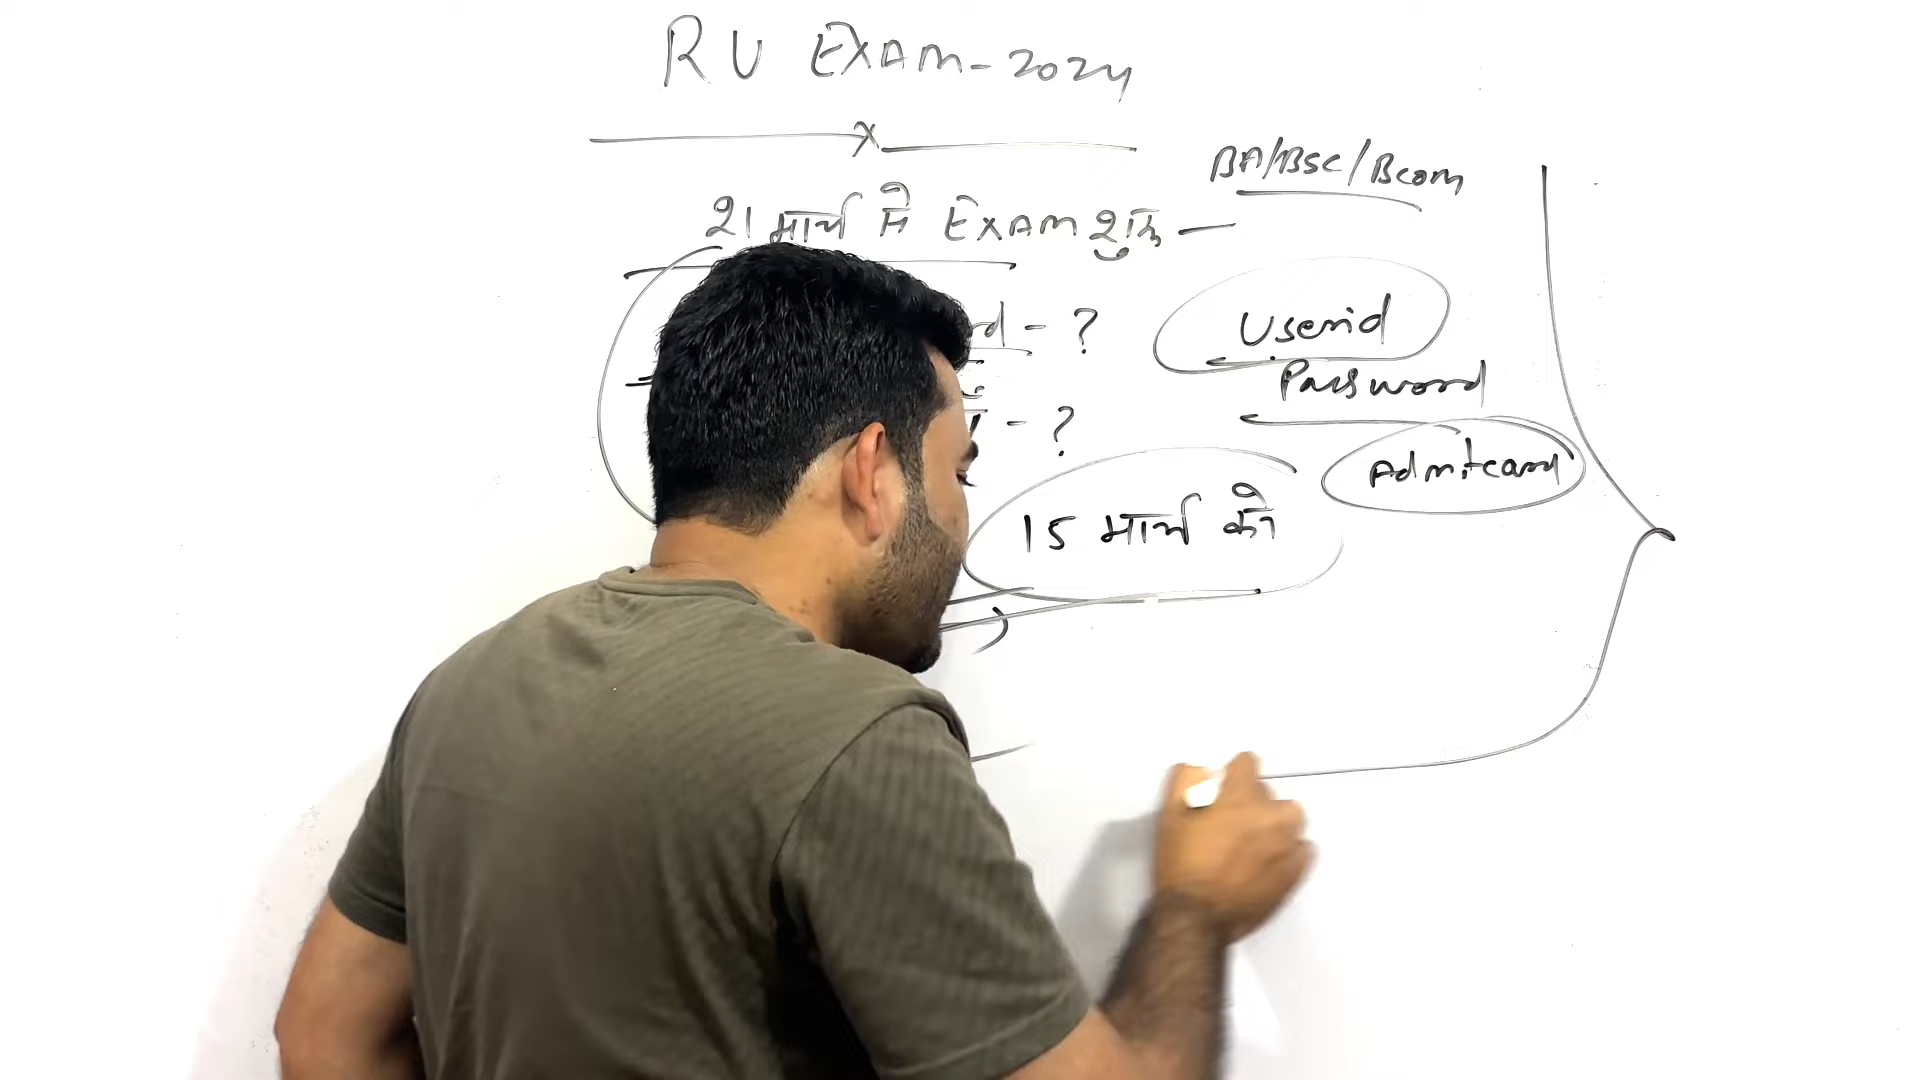 RU EXAM-2024
BA/BSC/Bcom
21 मार्च से EXAM शुरू —
- ? Userid
Password
- ? Admitcard
15 मार्च को